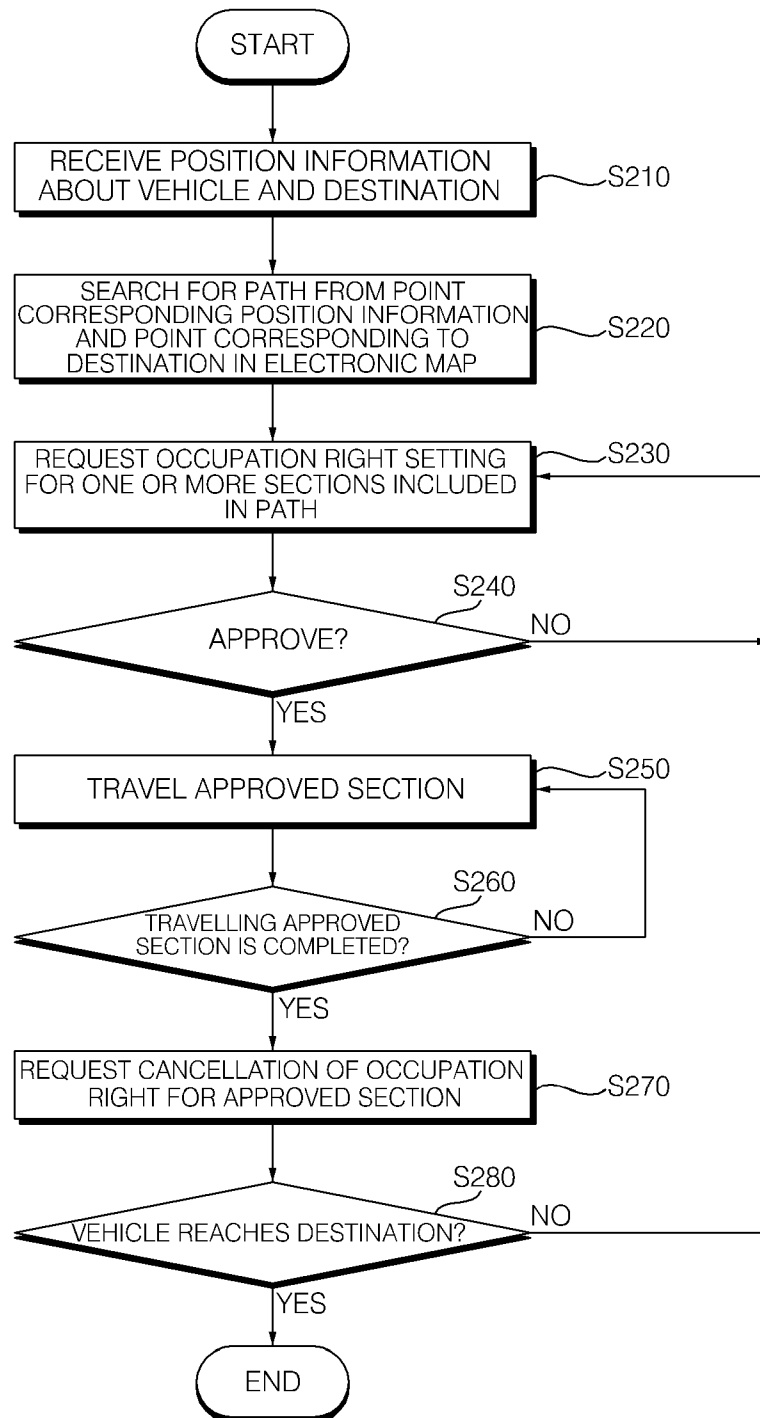 START
RECEIVE POSITION INFORMATION
ABOUT VEHICLE AND DESTINATION
S210
SEARCH FOR PATH FROM POINT
CORRESPONDING POSITION INFORMATION
AND POINT CORRESPONDING TO
DESTINATION IN ELECTRONIC MAP
S220
REQUEST OCCUPATION RIGHT SETTING
FOR ONE OR MORE SECTIONS INCLUDED
IN PATH
S230
S240
APPROVE?
NO
YES
TRAVEL APPROVED SECTION
S250
S260
TRAVELLING APPROVED
SECTION IS COMPLETED?
NO
YES
REQUEST CANCELLATION OF OCCUPATION
RIGHT FOR APPROVED SECTION
S270
S280
VEHICLE REACHES DESTINATION?
NO
YES
END